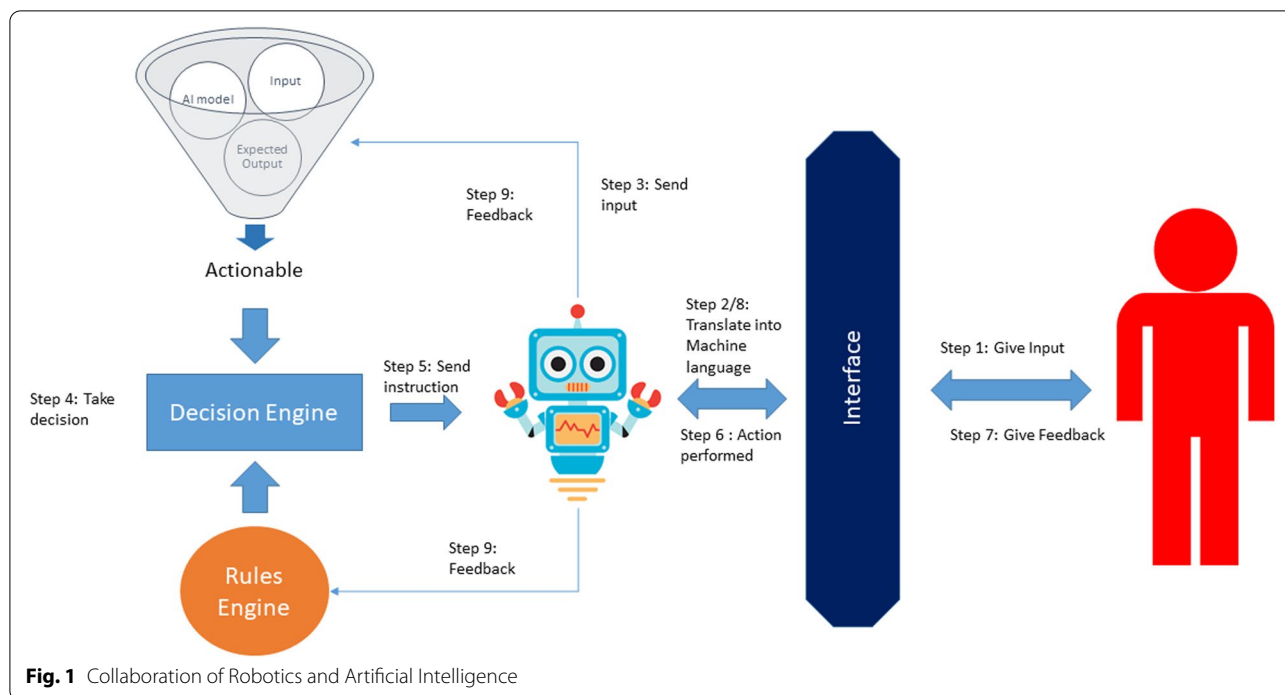 AI model
Input
Expected
Output
Actionable
Step 9:
Feedback
Step 3: Send
input
Step 4: Take
decision
Decision Engine
Step 5: Send
instruction
Step 2/8:
Translate into
Machine
language
Step 6 : Action
performed
Interface
Step 1: Give Input
Step 7: Give Feedback
Rules
Engine
Step 9:
Feedback
Fig. 1 Collaboration of Robotics and Artificial Intelligence